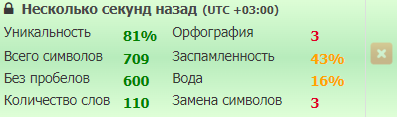 Несколько секунд назад (UTC +03:00)
Уникальность 81% Орфография 3
Всего символов 709 Заспамленность 43%
Без пробелов 600 Вода 16%
Количество слов 110 Замена символов 3